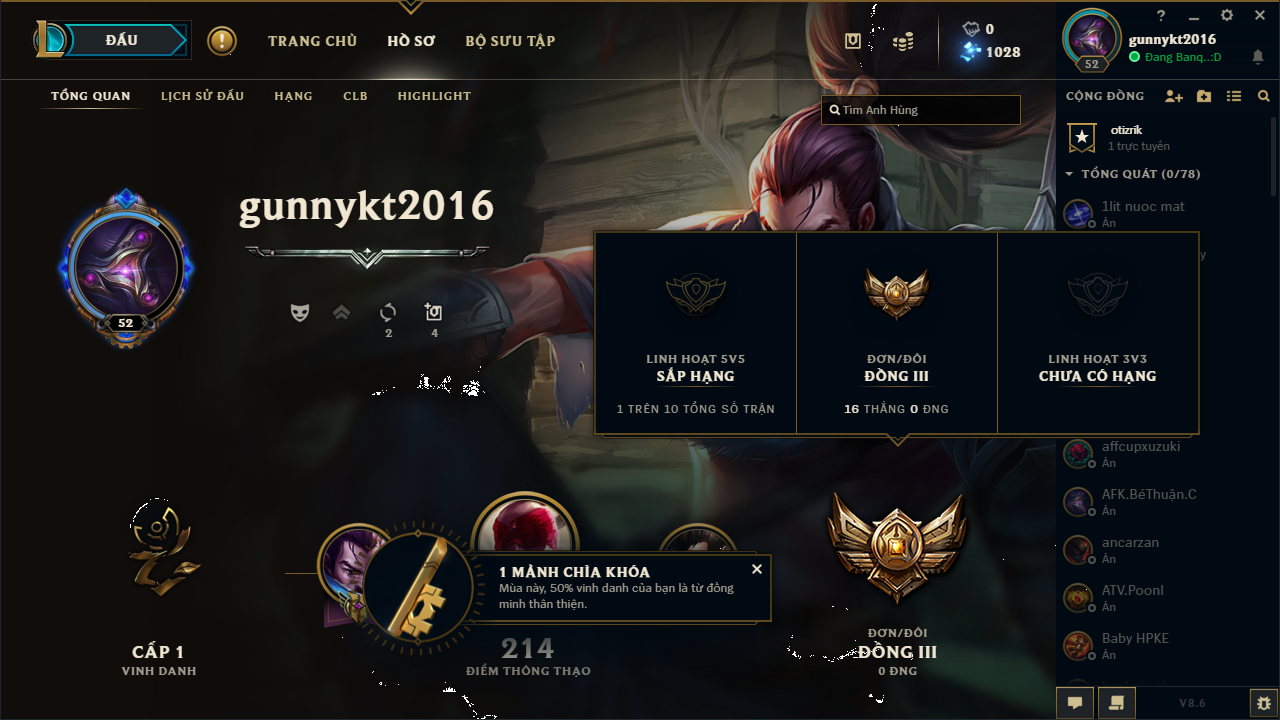 ĐẤU
TRANG CHỦ
HỒ SƠ
BỘ SƯU TẬP
0
1028
?
gunnykt2016
52
Đang Banq..:D
TỔNG QUAN
LỊCH SỬ ĐẤU
HẠNG
CLB
HIGHLIGHT
Tìm Anh Hùng
CỘNG ĐỒNG
otizrik
1 trực tuyến
TỔNG QUÁT (0/78)
1lit nuoc mat
Ẩn
gunnykt2016
52
2
4
LINH HOẠT 5V5
SẮP HẠNG
1 TRÊN 10 TỔNG SỐ TRẬN
ĐƠN/ĐÔI
ĐỒNG III
16 THẮNG 0 ĐNG
LINH HOẠT 3V3
CHƯA CÓ HẠNG
affcupxuzuki
Ẩn
AFK.BéThuận.C
Ẩn
ancarzan
Ẩn
ATV.Poonl
Ẩn
Baby HPKE
Ẩn
1 MẢNH CHÌA KHÓA
Mùa này, 50% vinh danh của bạn là từ đồng
minh thân thiện.
CẤP 1
VINH DANH
214
ĐIỂM THÔNG THẠO
ĐƠN/ĐÔI
ĐỒNG III
0 ĐNG
V8.6